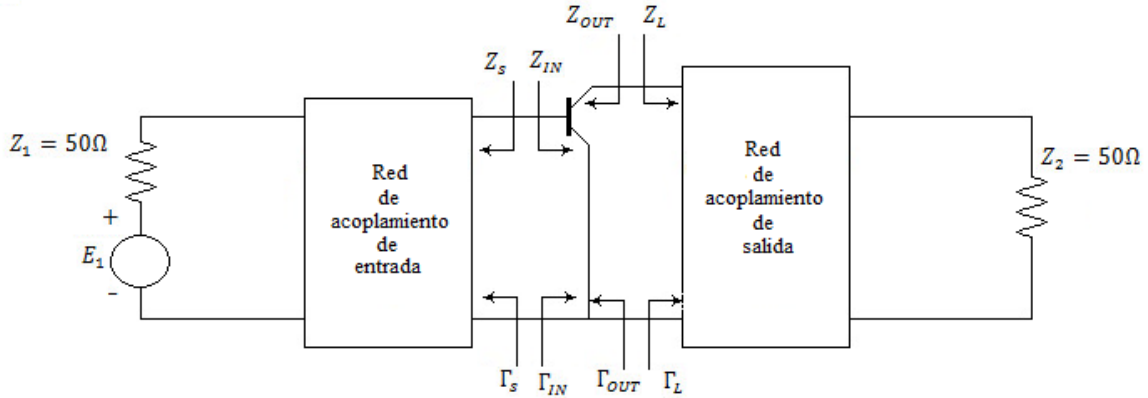 Z_OUT Z_L
Z_s Z_IN
Z_1 = 50Ω
+
E_1
-
Red
de
acoplamiento
de
entrada
Red
de
acoplamiento
de
salida
Z_2 = 50Ω
Γ_s Γ_IN Γ_OUT Γ_L